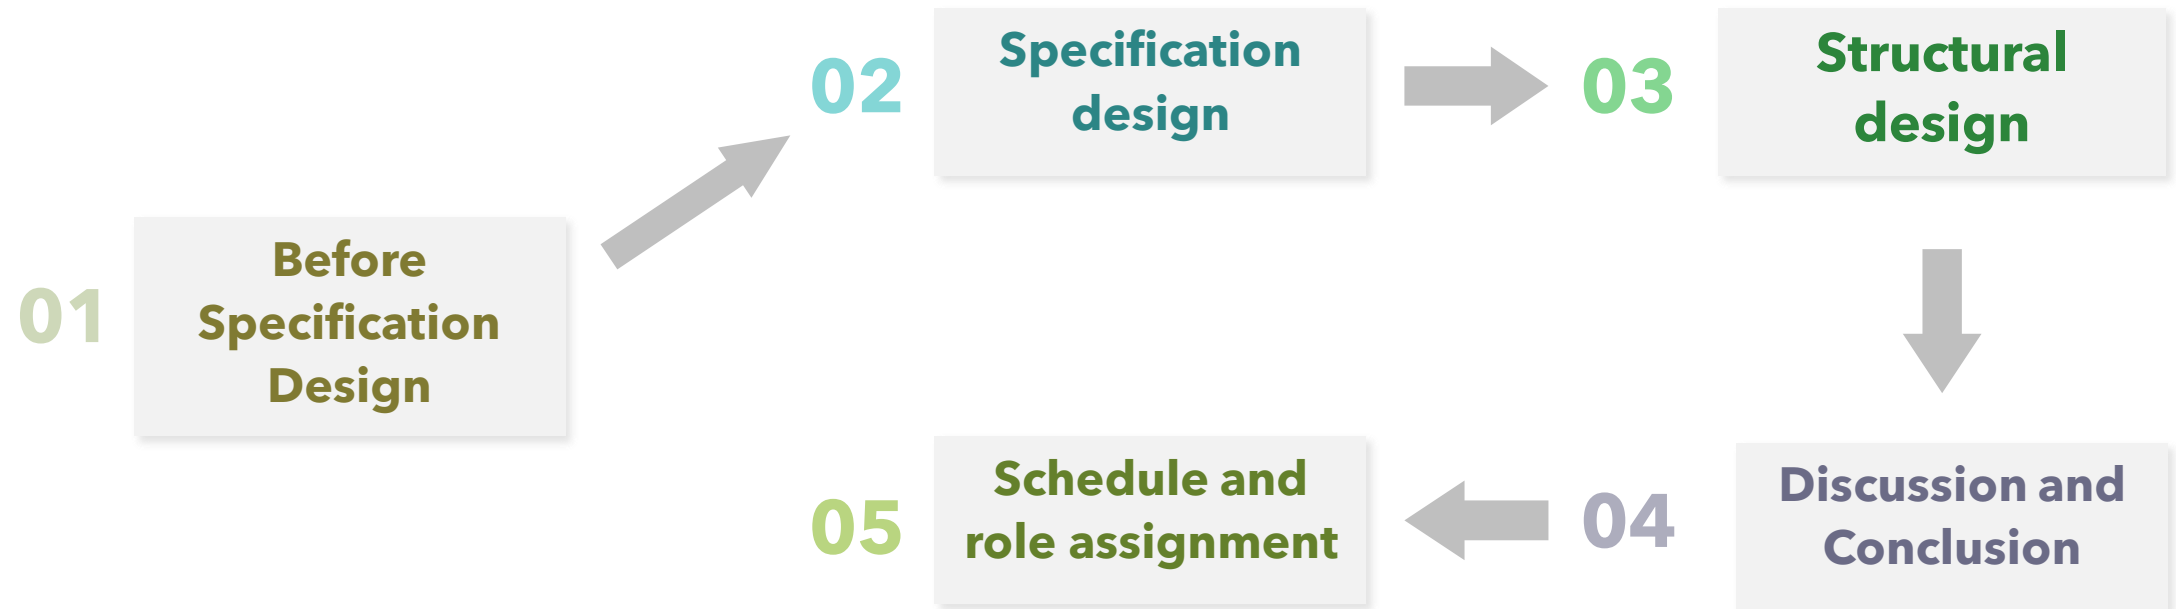 01
Before
Specification
Design
02
Specification
design
03
Structural
design
04
Discussion and
Conclusion
05
Schedule and
role assignment